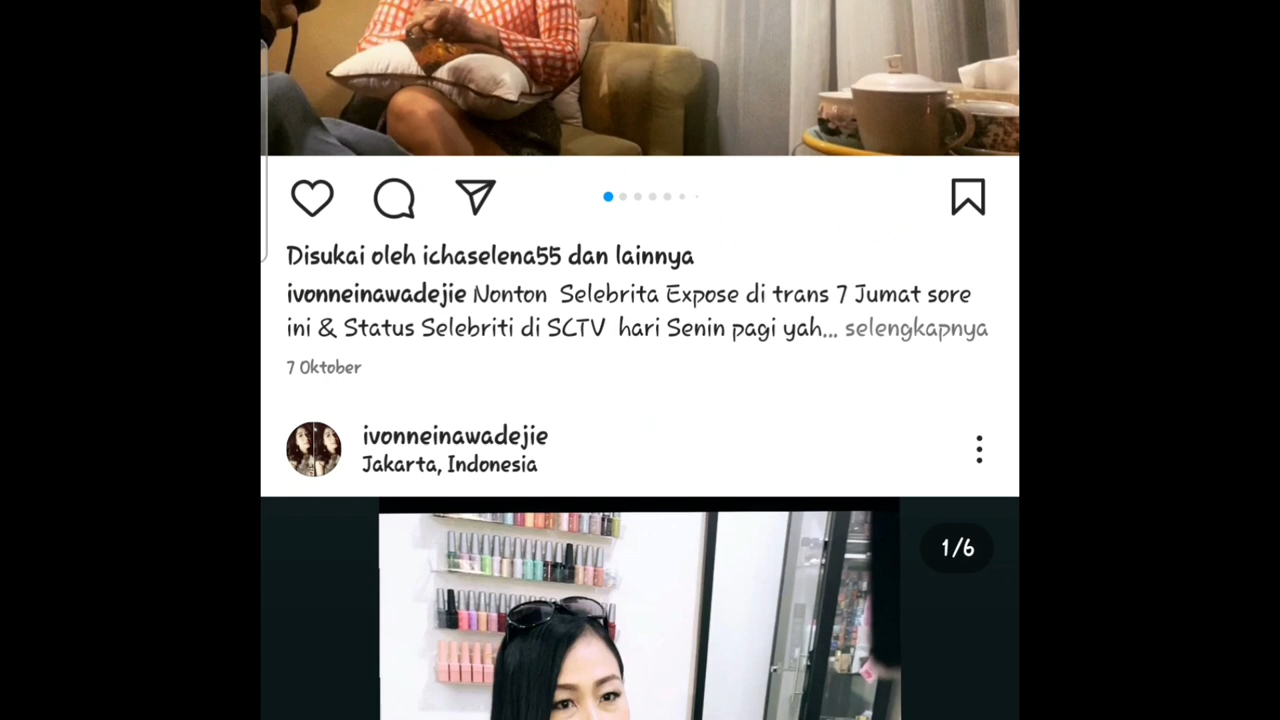 Disukai oleh ichaselena55 dan lainnya
ivonneinawadejie Nonton Selebrita Expose di trans 7 Jumat sore
ini & Status Selebriti di SCTV hari Senin pagi yah... selengkapnya
7 Oktober
ivonneinawadejie
Jakarta, Indonesia
1/6